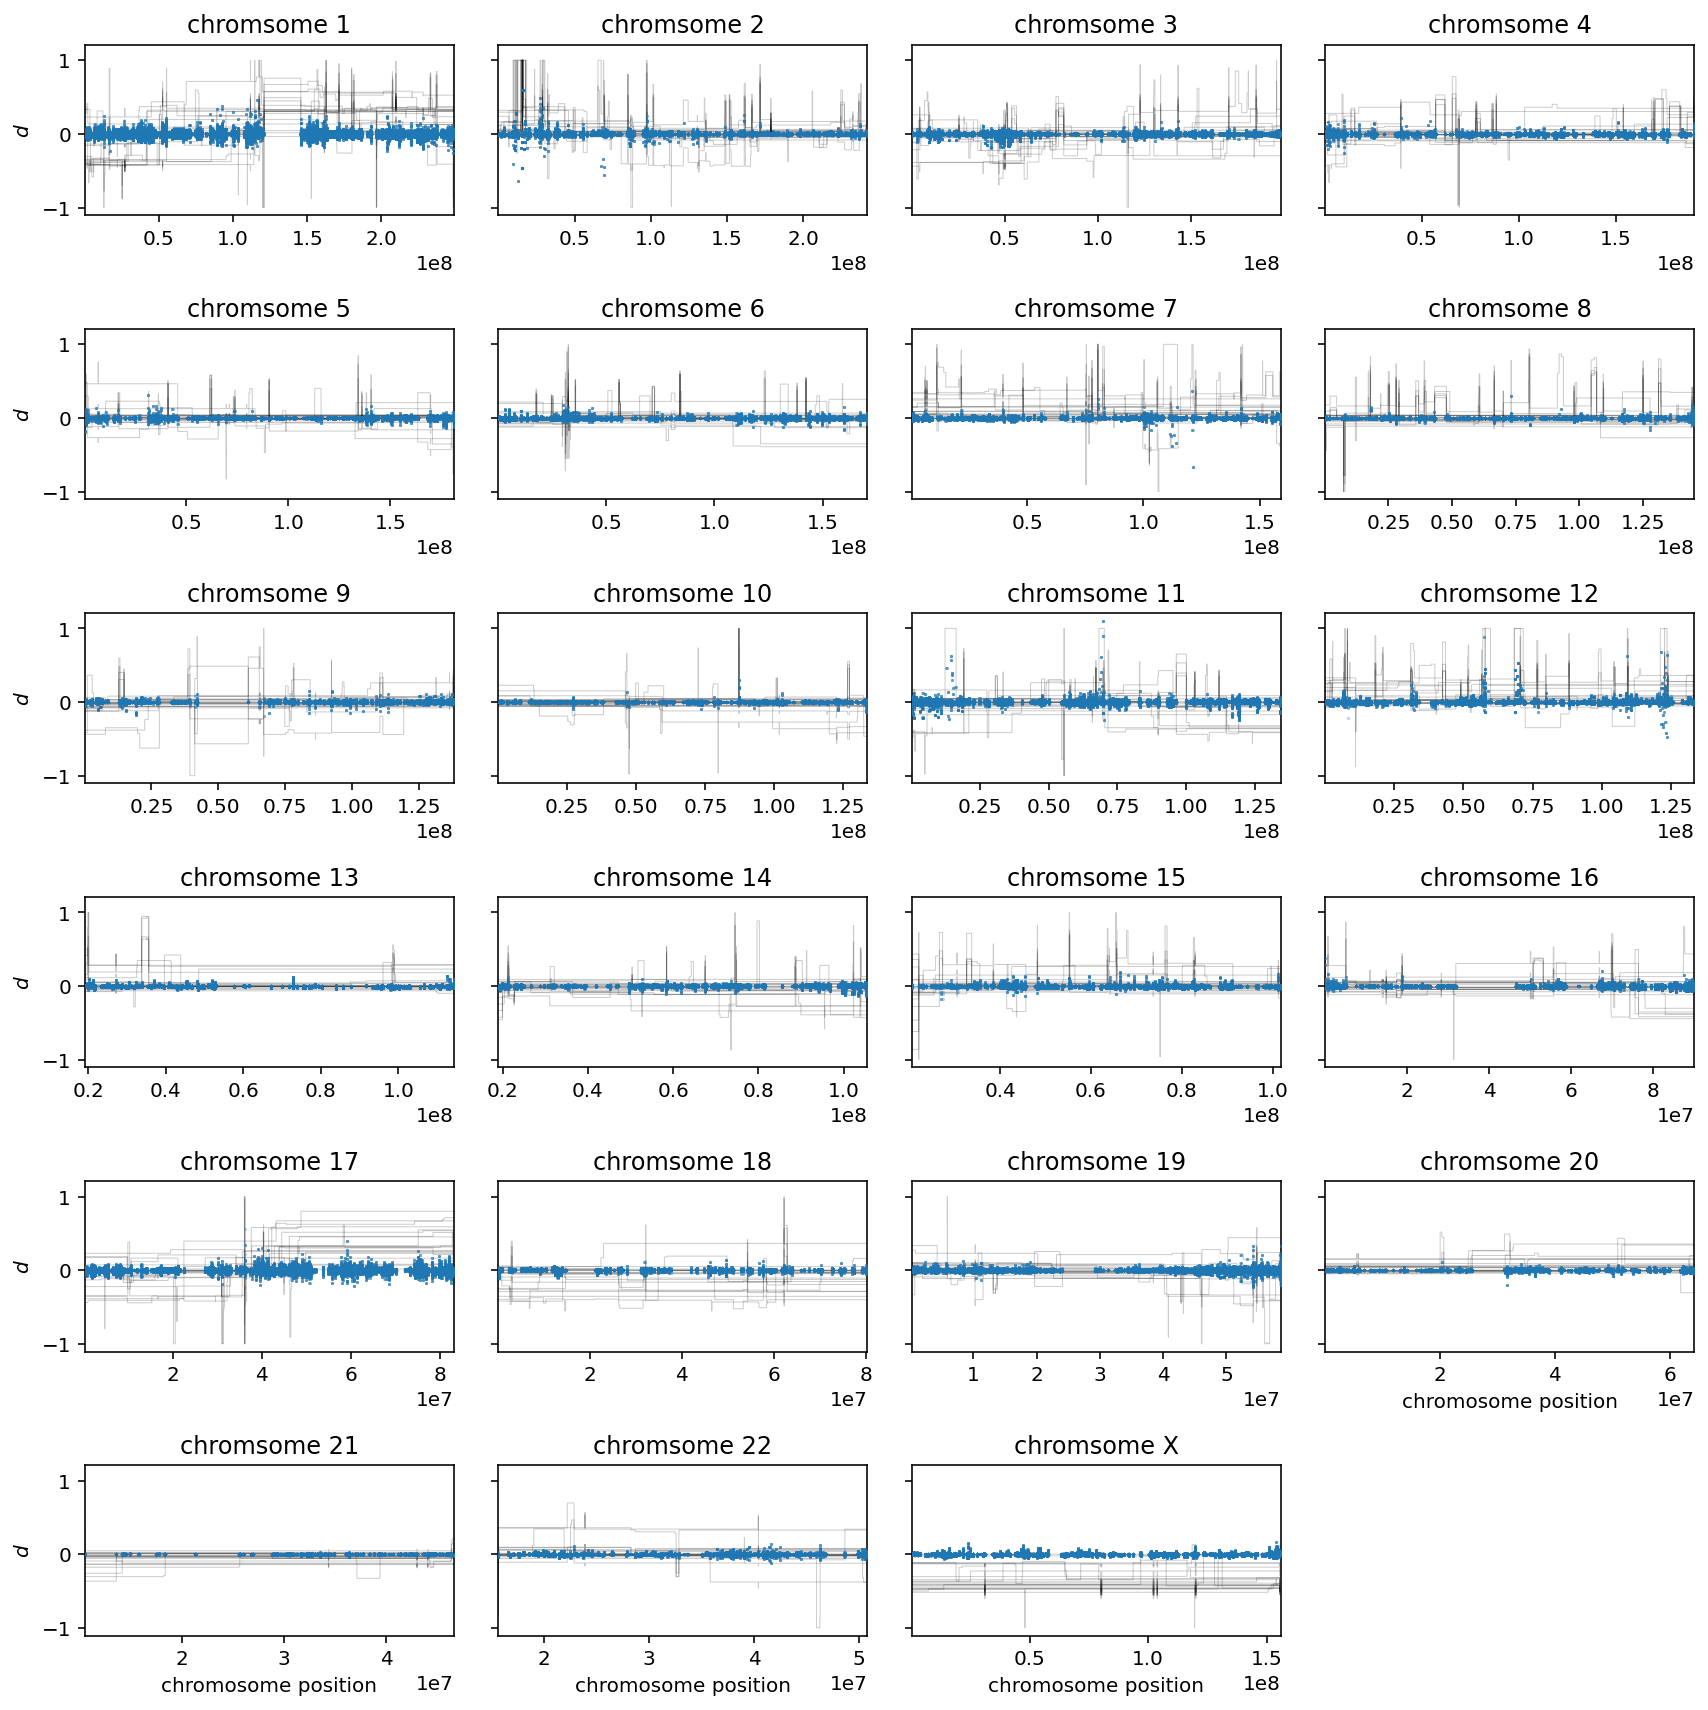 chromsome 1 chromsome 2 chromsome 3 chromsome 4
1
d 0
−1
0.5 1.0 1.5 2.0 0.5 1.0 1.5 2.0 0.5 1.0 1.5 0.5 1.0 1.5
1e8 1e8 1e8 1e8
chromsome 5 chromsome 6 chromsome 7 chromsome 8
1
d 0
−1
0.5 1.0 1.5 0.5 1.0 1.5 0.5 1.0 1.5 0.25 0.50 0.75 1.00 1.25
1e8 1e8 1e8 1e8
chromsome 9 chromsome 10 chromsome 11 chromsome 12
1
d 0
−1
0.25 0.50 0.75 1.00 1.25 0.25 0.50 0.75 1.00 1.25 0.25 0.50 0.75 1.00 1.25 0.25 0.50 0.75 1.00 1.25
1e8 1e8 1e8 1e8
chromsome 13 chromsome 14 chromsome 15 chromsome 16
1
d 0
−1
0.2 0.4 0.6 0.8 1.0 0.2 0.4 0.6 0.8 1.0 0.4 0.6 0.8 1.0 2 4 6 8
1e8 1e8 1e8 1e7
chromsome 17 chromsome 18 chromsome 19 chromsome 20
1
d 0
−1
2 4 6 8 2 4 6 8 1 2 3 4 5 2 4 6
1e7 1e7 1e7 chromosome position 1e7
chromsome 21 chromsome 22 chromsome X
1
d 0
−1
2 3 4 2 3 4 5 0.5 1.0 1.5
chromosome position 1e7 chromosome position 1e7 chromosome position 1e8